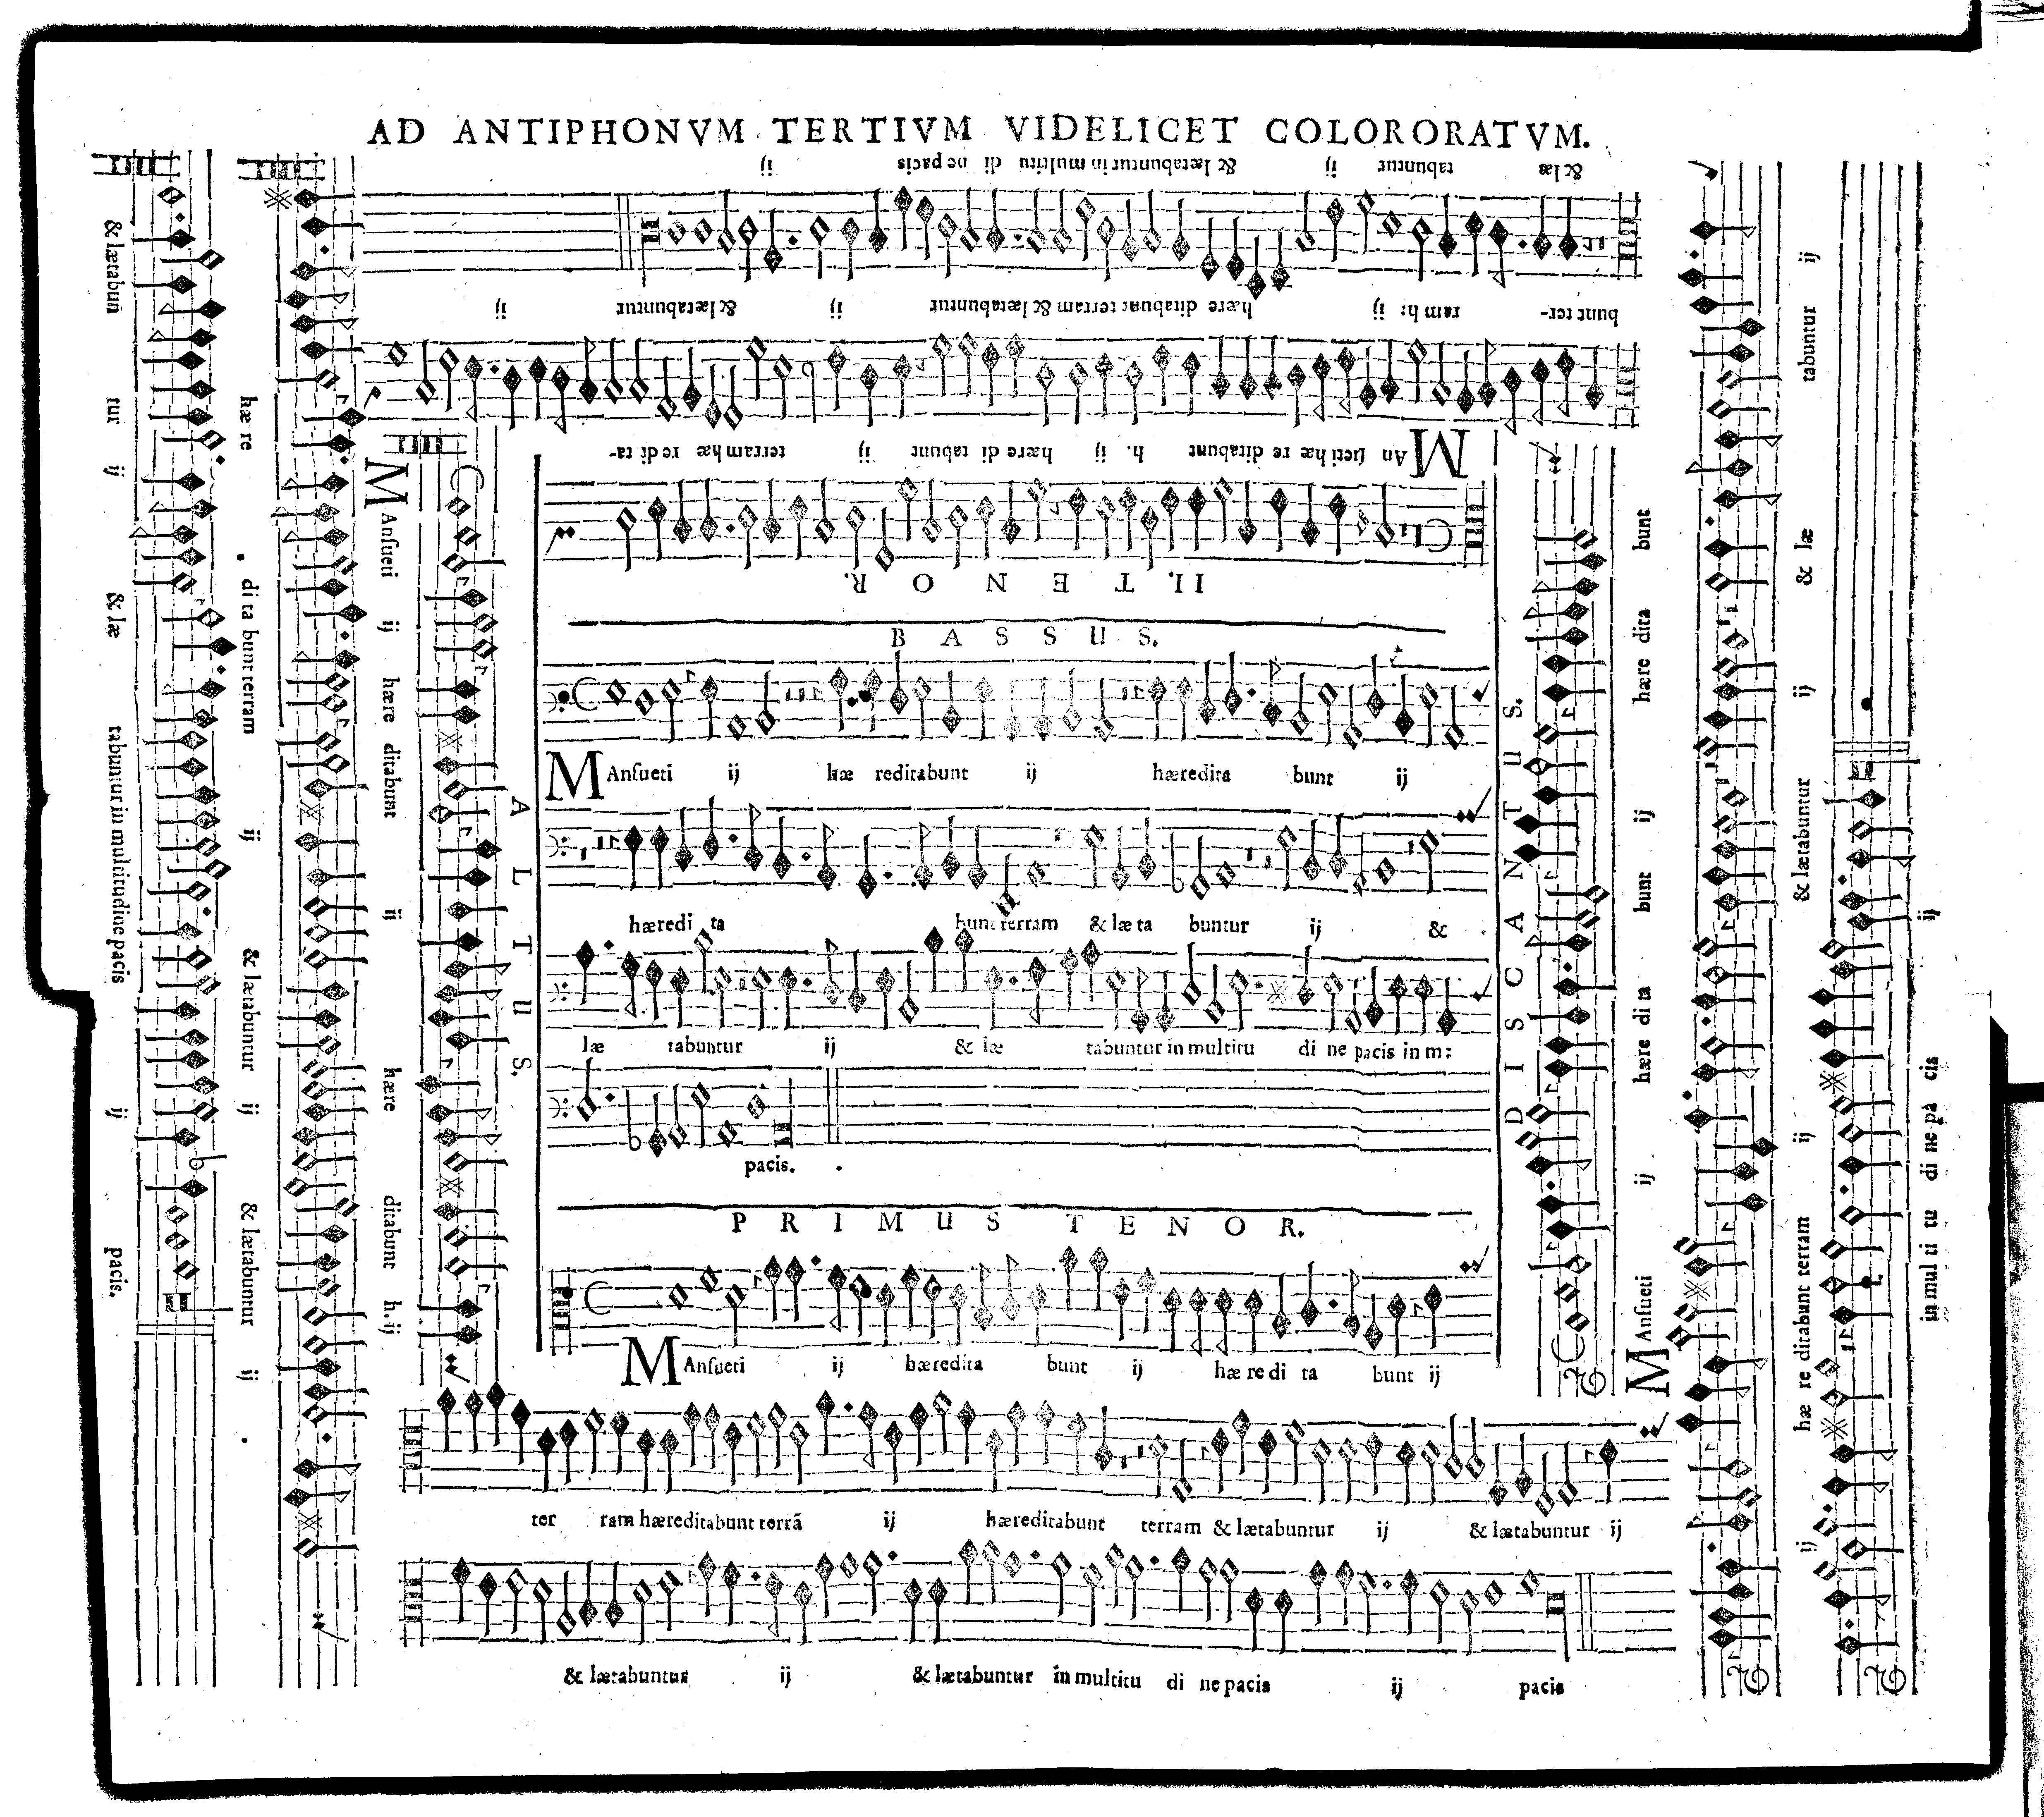 AD ANTIPHONVM TERTIVM VIDELICET COLORORATVM.
II. TENOR.
MAnſueti hæ re ditabunt h. ij hære di tabunt ij terram hæ re di ta-
bunt ter- ram h: ij hære ditabunt terram & lætabuntur ij & lætabuntur ij
& læ tabuntur ij & lætabuntur in multitu di ne pacis ij
BASSUS.
MAnſueti ij hæ reditabunt ij hæredita bunt ij
hæredi ta bunt terram & læ ta buntur ij &
læ tabuntur ij & læ tabuntur in multitu di ne pacis in m:
pacis.
PRIMUS TENOR.
MAnſueti ij hæredita bunt ij hæ re di ta bunt ij
ter ram hæreditabunt terrã ij hæreditabunt terram & lætabuntur ij & lætabuntur ij
& lætabuntur ij & lætabuntur in multitu di ne pacis ij pacis
ALTUS.
MAnſueti ij hære ditabunt ij hære ditabunt h. ij
hæ re di ta bunt terram ij & lætabuntur ij & lætabuntur ij
& lætabun tur ij & læ tabuntur in multitudine pacis ij pacis.
DISCANTUS.
MAnſueti ij hære di ta bunt ij hære dita bunt
hæ re ditabunt terram ij & lætabuntur ij & læ tabuntur ij
ij
in mul ti tu di ne pa cis ij